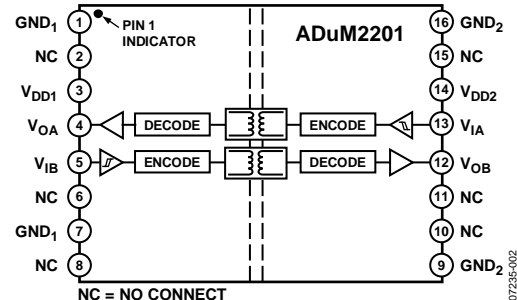 GND1 1 PIN 1 INDICATOR ADuM2201 16 GND2
NC 2 15 NC
VDD1 3 14 VDD2
VOA 4 DECODE ENCODE 13 VIA
VIB 5 ENCODE DECODE 12 VOB
NC 6 11 NC
GND1 7 10 NC
NC 8 9 GND2
NC = NO CONNECT
07235-002